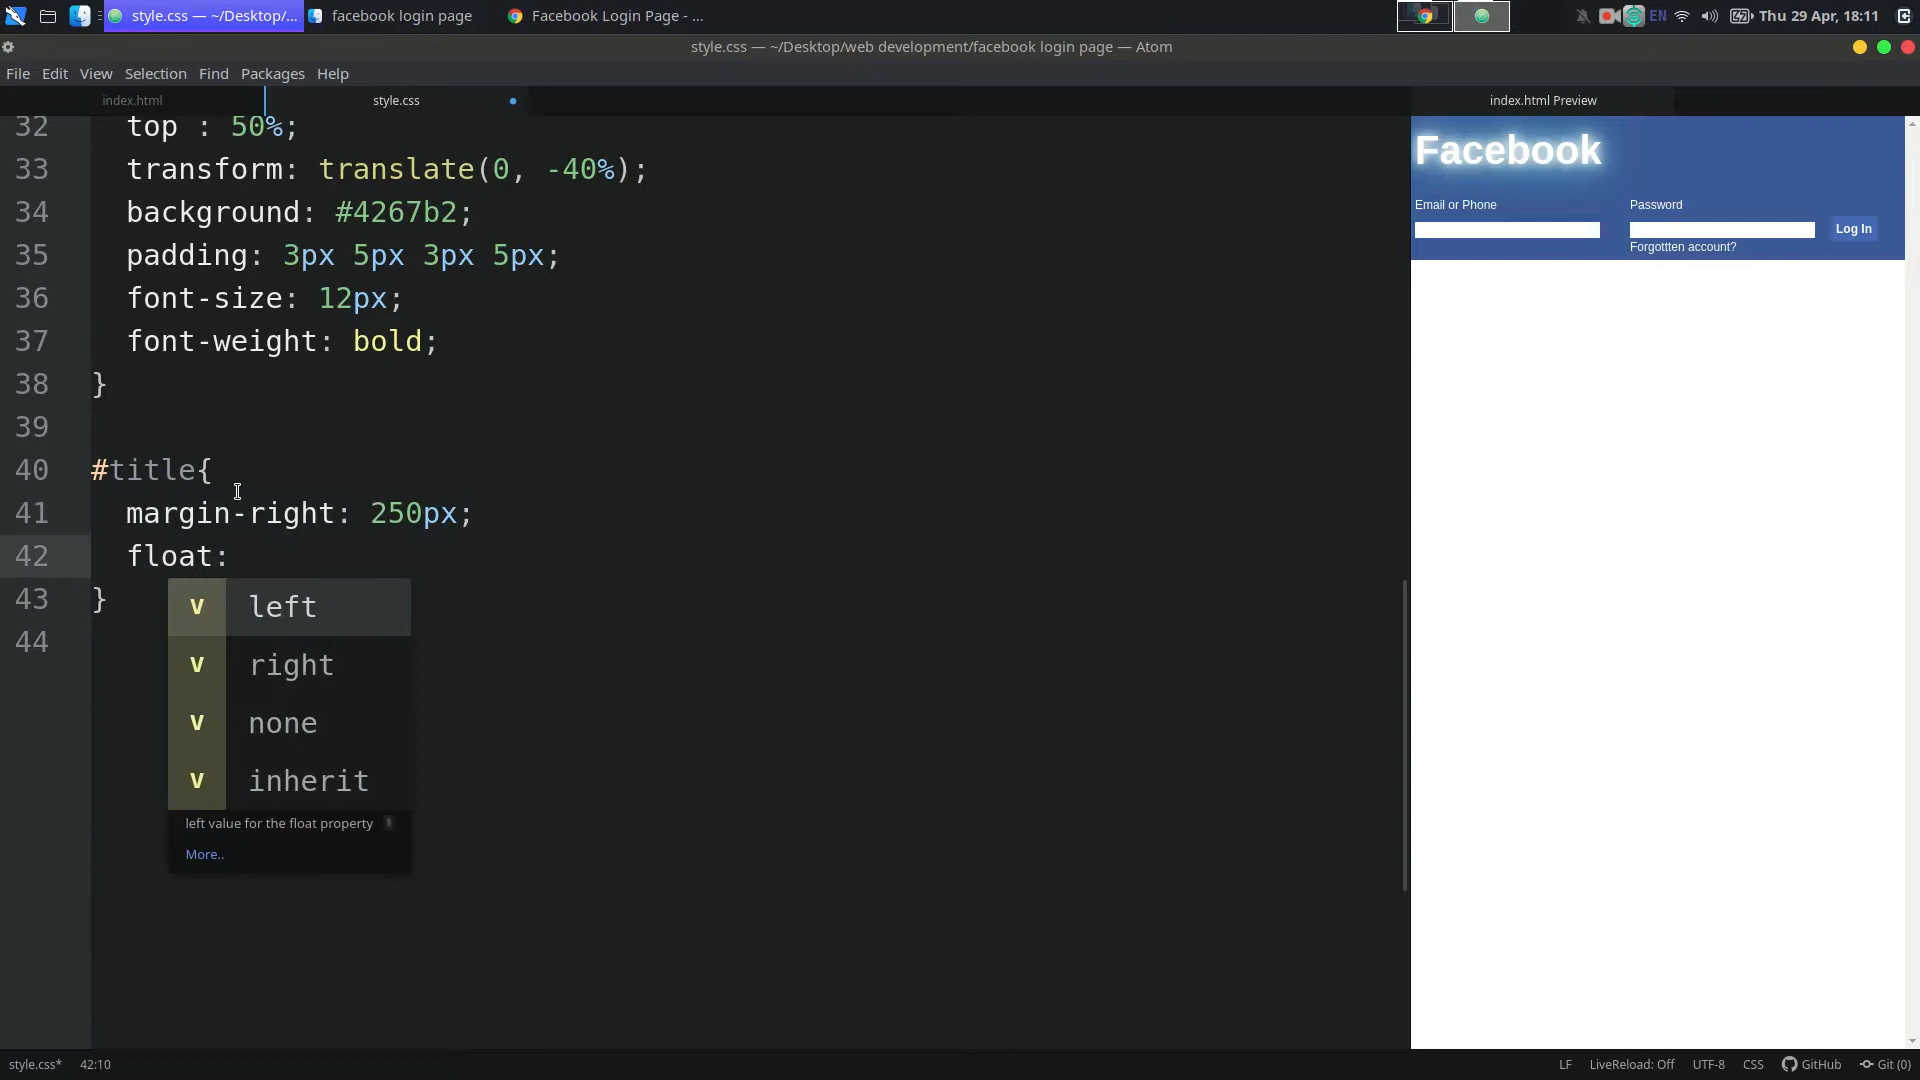 style.css — ~/Desktop/...
facebook login page
Facebook Login Page - ...
EN
Thu 29 Apr, 18:11
style.css — ~/Desktop/web development/facebook login page — Atom
File Edit View Selection Find Packages Help
index.html
style.css
index.html Preview
32 top : 50%;
33 transform: translate(0, -40%);
34 background: #4267b2;
35 padding: 3px 5px 3px 5px;
36 font-size: 12px;
37 font-weight: bold;
38 }
39
40 #title{
41 margin-right: 250px;
42 float:
43 }
44
v left
v right
v none
v inherit
left value for the float property
More..
Facebook
Email or Phone
Password
Log In
Forgottten account?
style.css* 42:10
LF LiveReload: Off UTF-8 CSS GitHub Git (0)